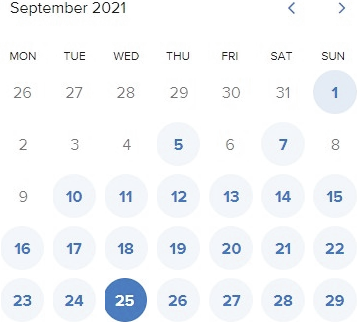 September 2021
MON TUE WED THU FRI SAT SUN
26 27 28 29 30 31 1
2 3 4 5 6 7 8
9 10 11 12 13 14 15
16 17 18 19 20 21 22
23 24 25 26 27 28 29